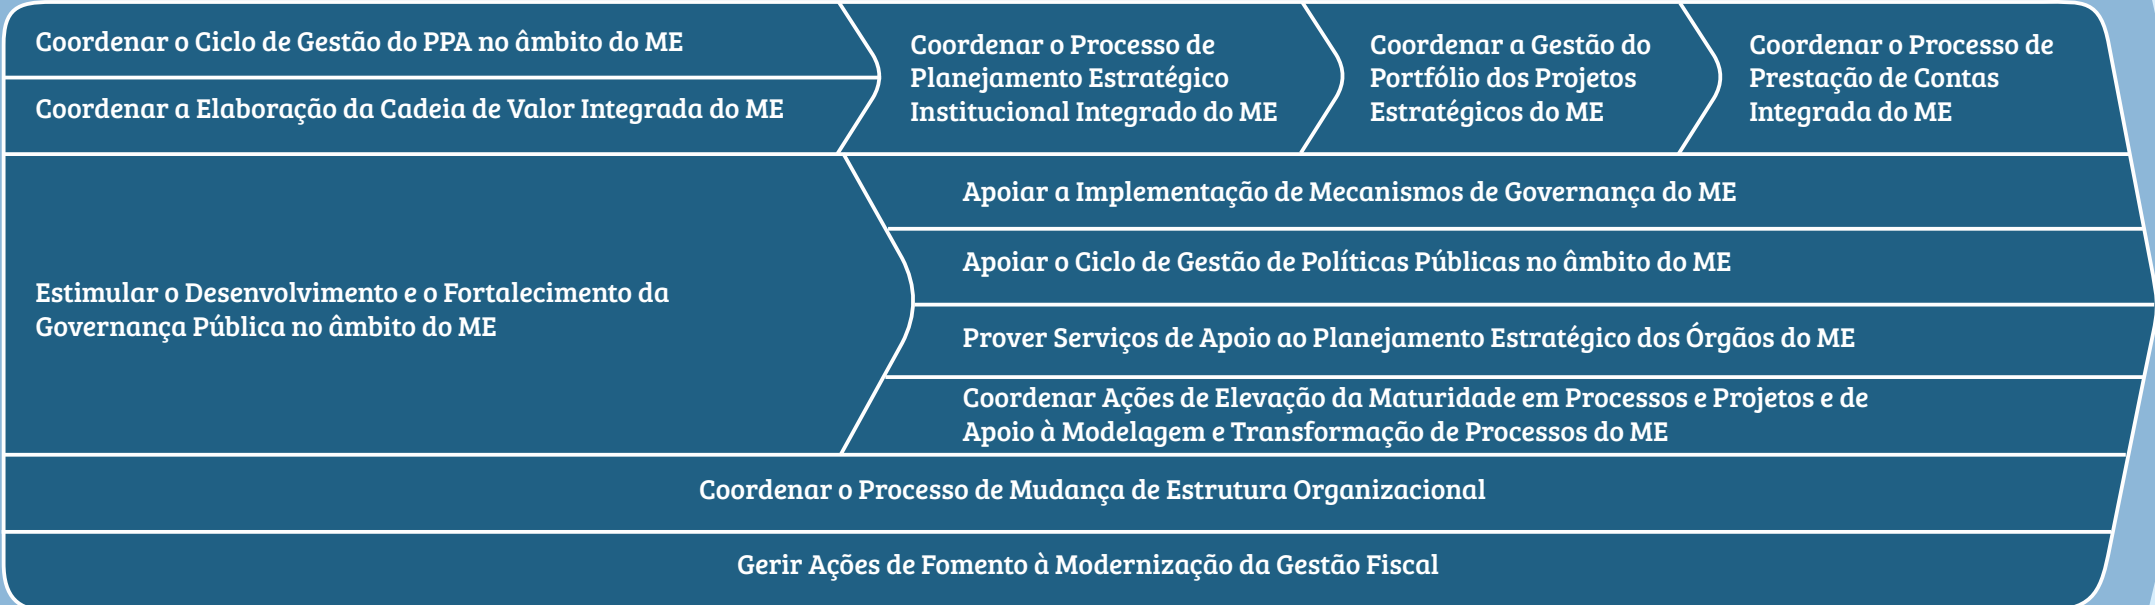 Coordenar o Ciclo de Gestão do PPA no âmbito do ME
Coordenar a Elaboração da Cadeia de Valor Integrada do ME
Coordenar o Processo de
Planejamento Estratégico
Institucional Integrado do ME
Coordenar a Gestão do
Portfólio dos Projetos
Estratégicos do ME
Coordenar o Processo de
Prestação de Contas
Integrada do ME
Estimular o Desenvolvimento e o Fortalecimento da
Governança Pública no âmbito do ME
Apoiar a Implementação de Mecanismos de Governança do ME
Apoiar o Ciclo de Gestão de Políticas Públicas no âmbito do ME
Prover Serviços de Apoio ao Planejamento Estratégico dos Órgãos do ME
Coordenar Ações de Elevação da Maturidade em Processos e Projetos e de
Apoio à Modelagem e Transformação de Processos do ME
Coordenar o Processo de Mudança de Estrutura Organizacional
Gerir Ações de Fomento à Modernização da Gestão Fiscal